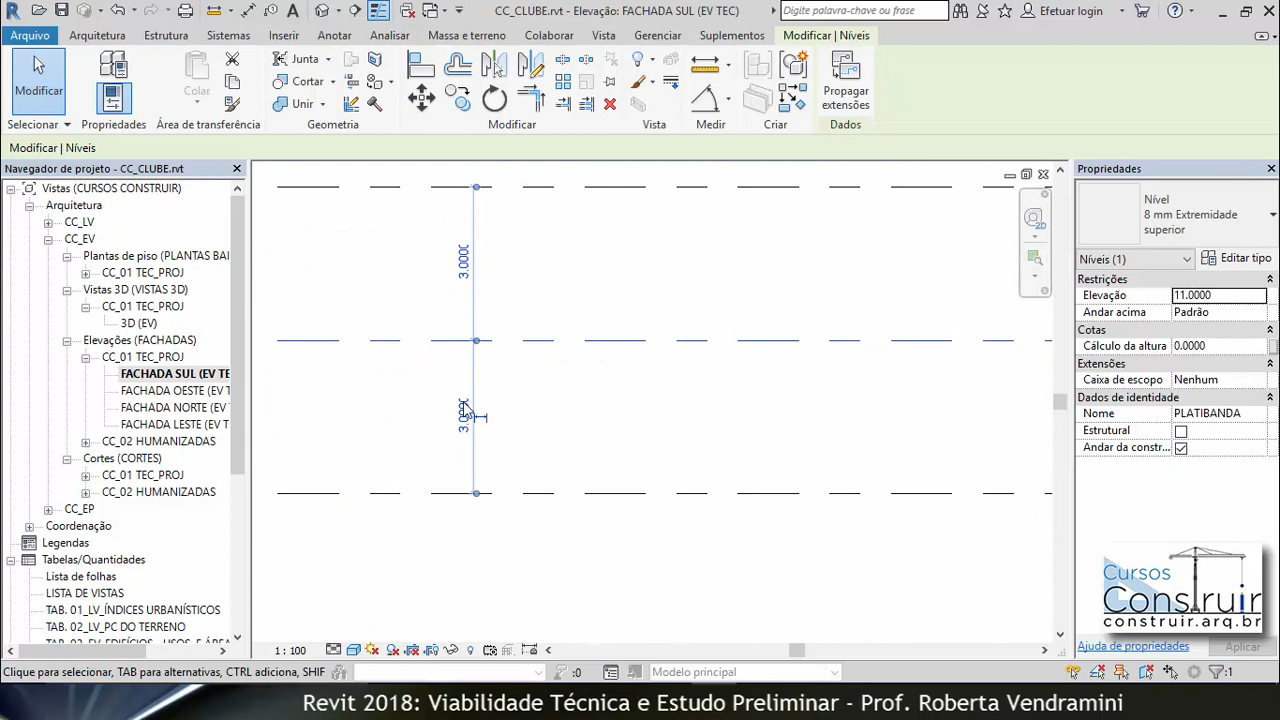 CC_CLUBE.rvt - Elevação: FACHADA SUL (EV TEC)
Digite palavra-chave ou frase
Efetuar login
Arquivo
Arquitetura
Estrutura
Sistemas
Inserir
Anotar
Analisar
Massa e terreno
Colaborar
Vista
Gerenciar
Suplementos
Modificar | Níveis
Modificar
Colar
Junta
Cortar
Unir
Propagar
extensões
Selecionar
Propriedades
Área de transferência
Geometria
Modificar
Vista
Medir
Criar
Dados
Modificar | Níveis
Navegador de projeto - CC_CLUBE.rvt
Vistas (CURSOS CONSTRUIR)
Arquitetura
CC_LV
CC_EV
Plantas de piso (PLANTAS BAI
CC_01 TEC_PROJ
Vistas 3D (VISTAS 3D)
CC_01 TEC_PROJ
3D (EV)
Elevações (FACHADAS)
CC_01 TEC_PROJ
FACHADA SUL (EV TE
FACHADA OESTE (EV T
FACHADA NORTE (EV T
FACHADA LESTE (EV T
CC_02 HUMANIZADAS
Cortes (CORTES)
CC_01 TEC_PROJ
CC_02 HUMANIZADAS
CC_EP
Coordenação
Legendas
Tabelas/Quantidades
Lista de folhas
LISTA DE VISTAS
TAB. 01_LV_ÍNDICES URBANÍSTICOS
TAB. 02_LV_PC DO TERRENO
3.0000
2D
1 : 100
Propriedades
Nível
8 mm Extremidade
superior
Níveis (1)
Editar tipo
Restrições
Elevação
11.0000
Andar acima
Padrão
Cotas
Cálculo da altura
0.0000
Extensões
Caixa de escopo
Nenhum
Dados de identidade
Nome
PLATIBANDA
Estrutural
Andar da constr...
Cursos
Construir
construir.arq.br
Ajuda de propriedades
Aplicar
Clique para selecionar, TAB para alternativas, CTRL adiciona, SHIF
:0
Modelo principal
:1
Revit 2018: Viabilidade Técnica e Estudo Preliminar - Prof. Roberta Vendramini